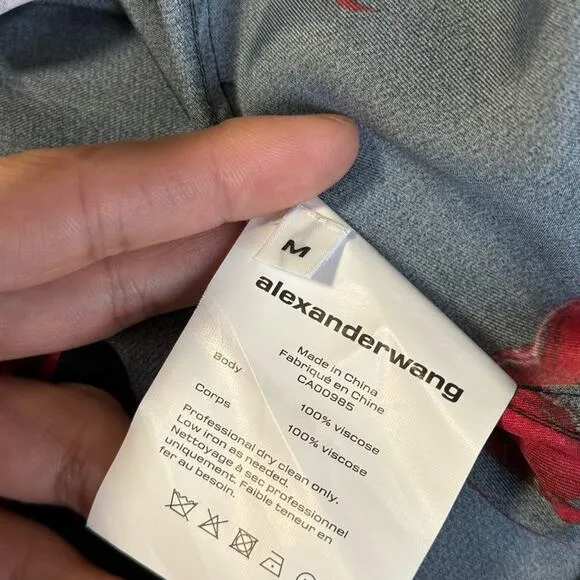 M
alexanderwang
Made in China
Fabriqué en Chine
CA00985
Body 100% viscose
Corps 100% viscose
Professional dry clean only.
Low iron as needed.
Nettoyage à sec professionnel
uniquement. Faible teneur en
fer au besoin.